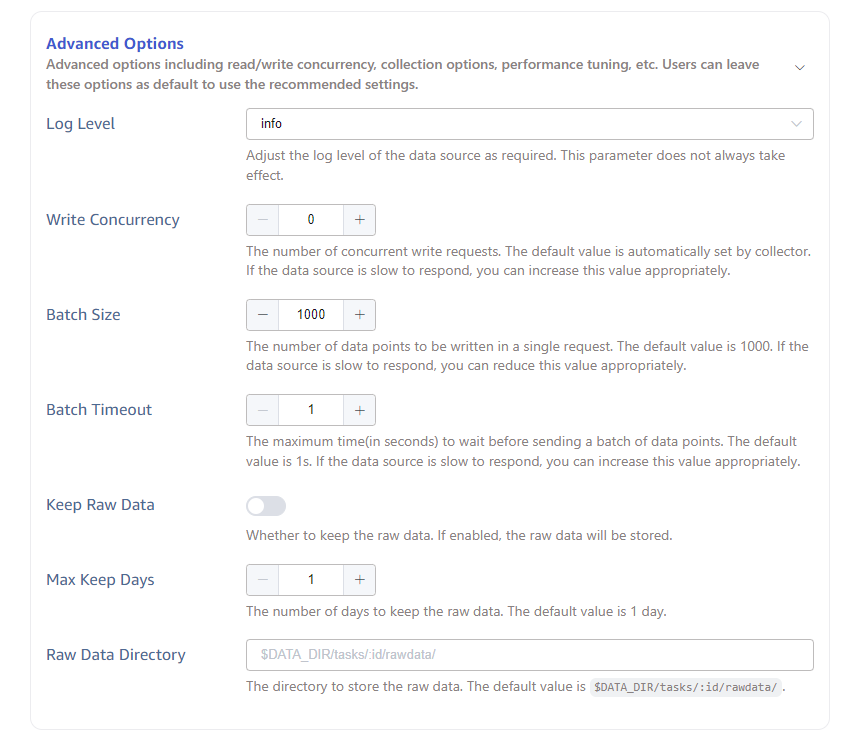 Advanced Options
Advanced options including read/write concurrency, collection options, performance tuning, etc. Users can leave
these options as default to use the recommended settings.
Log Level
info
Adjust the log level of the data source as required. This parameter does not always take
effect.
Write Concurrency
− 0 +
The number of concurrent write requests. The default value is automatically set by collector.
If the data source is slow to respond, you can increase this value appropriately.
Batch Size
− 1000 +
The number of data points to be written in a single request. The default value is 1000. If the
data source is slow to respond, you can reduce this value appropriately.
Batch Timeout
− 1 +
The maximum time(in seconds) to wait before sending a batch of data points. The default
value is 1s. If the data source is slow to respond, you can increase this value appropriately.
Keep Raw Data
Whether to keep the raw data. If enabled, the raw data will be stored.
Max Keep Days
− 1 +
The number of days to keep the raw data. The default value is 1 day.
Raw Data Directory
$DATA_DIR/tasks/:id/rawdata/
The directory to store the raw data. The default value is $DATA_DIR/tasks/:id/rawdata/ .